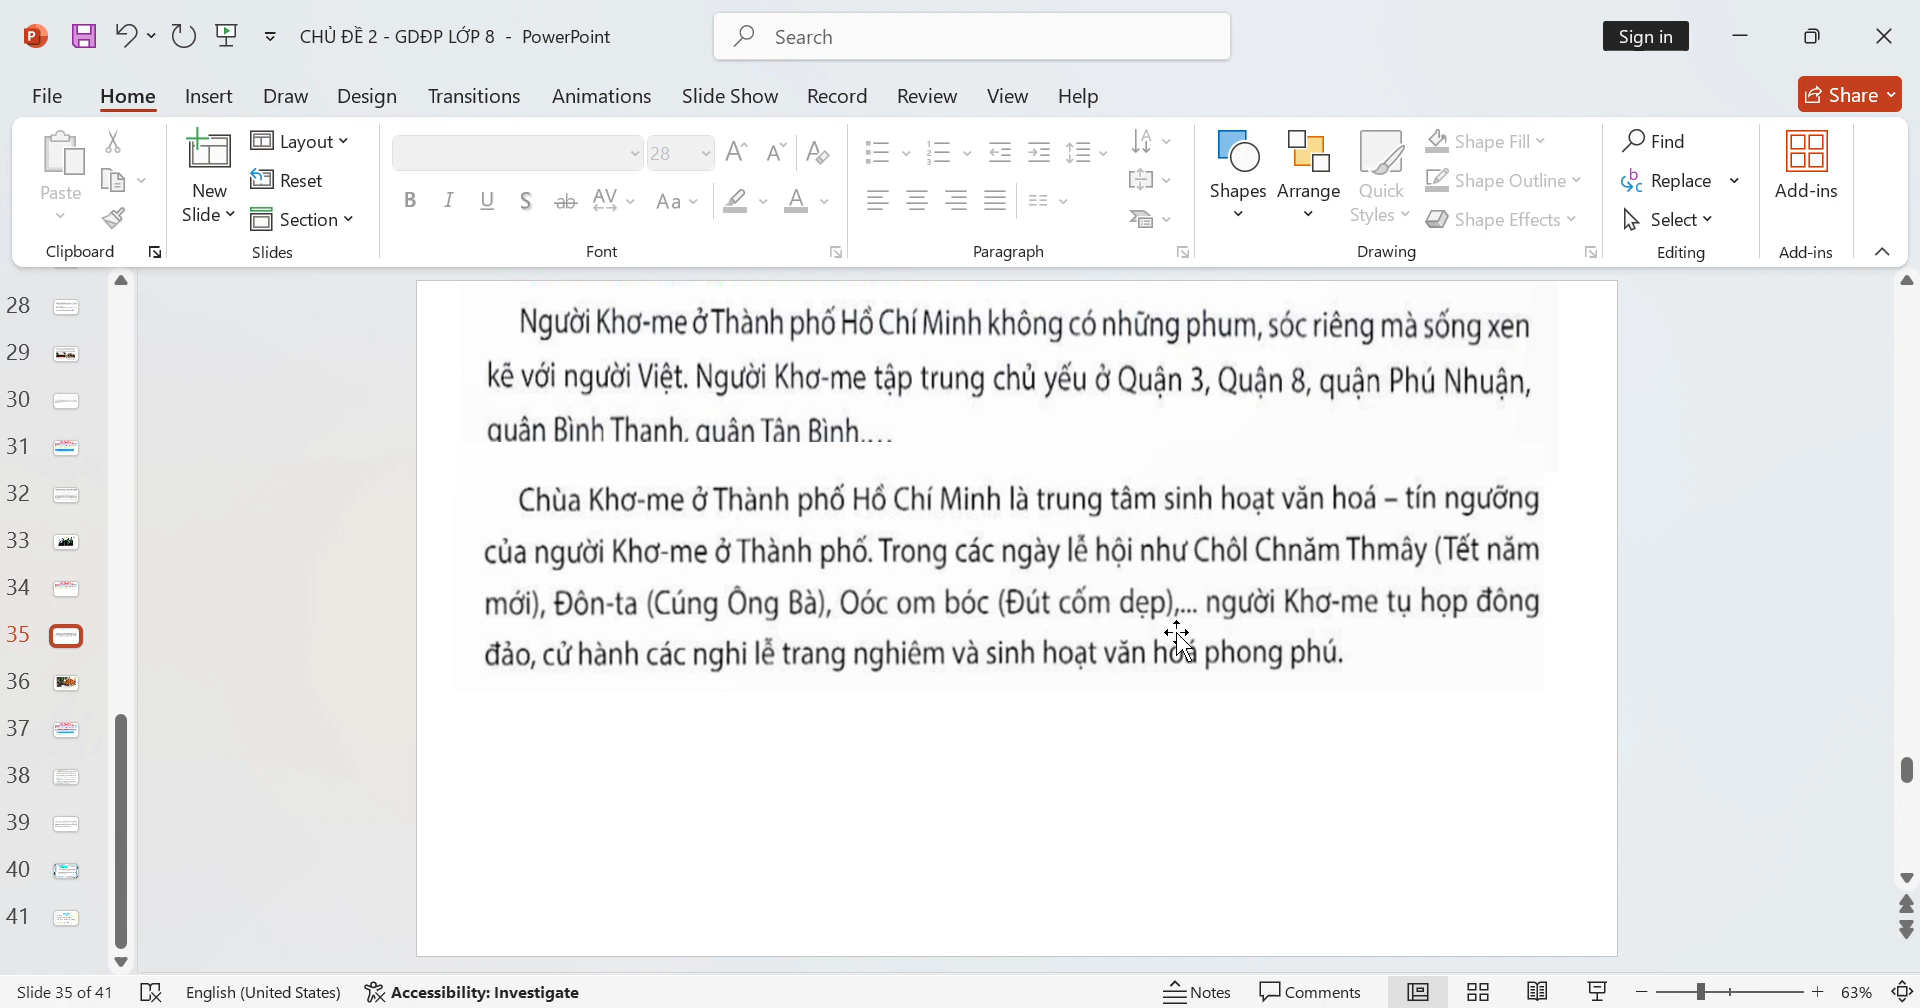 CHỦ ĐỀ 2 - GDĐP LỚP 8 - PowerPoint
Search
Sign in
File Home Insert Draw Design Transitions Animations Slide Show Record Review View Help
Share
Paste
Clipboard
New
Slide
Layout
Reset
Section
Slides
28
B I U S ab AV Aa A
Font
Paragraph
Shapes
Arrange
Quick
Styles
Shape Fill
Shape Outline
Shape Effects
Drawing
Find
Replace
Select
Editing
Add-ins
Add-ins
28
29
30
31
32
33
34
35
36
37
38
39
40
41
Người Khơ-me ở Thành phố Hồ Chí Minh không có những phum, sóc riêng mà sống xen
kẽ với người Việt. Người Khơ-me tập trung chủ yếu ở Quận 3, Quận 8, quận Phú Nhuận,
quận Bình Thạnh, quận Tân Bình,…
Chùa Khơ-me ở Thành phố Hồ Chí Minh là trung tâm sinh hoạt văn hoá – tín ngưỡng
của người Khơ-me ở Thành phố. Trong các ngày lễ hội như Chôl Chnăm Thmây (Tết năm
mới), Đôn-ta (Cúng Ông Bà), Oóc om bóc (Đút cốm dẹp),... người Khơ-me tụ họp đông
đảo, cử hành các nghi lễ trang nghiêm và sinh hoạt văn hoá phong phú.
Slide 35 of 41
English (United States)
Accessibility: Investigate
Notes
Comments
63%